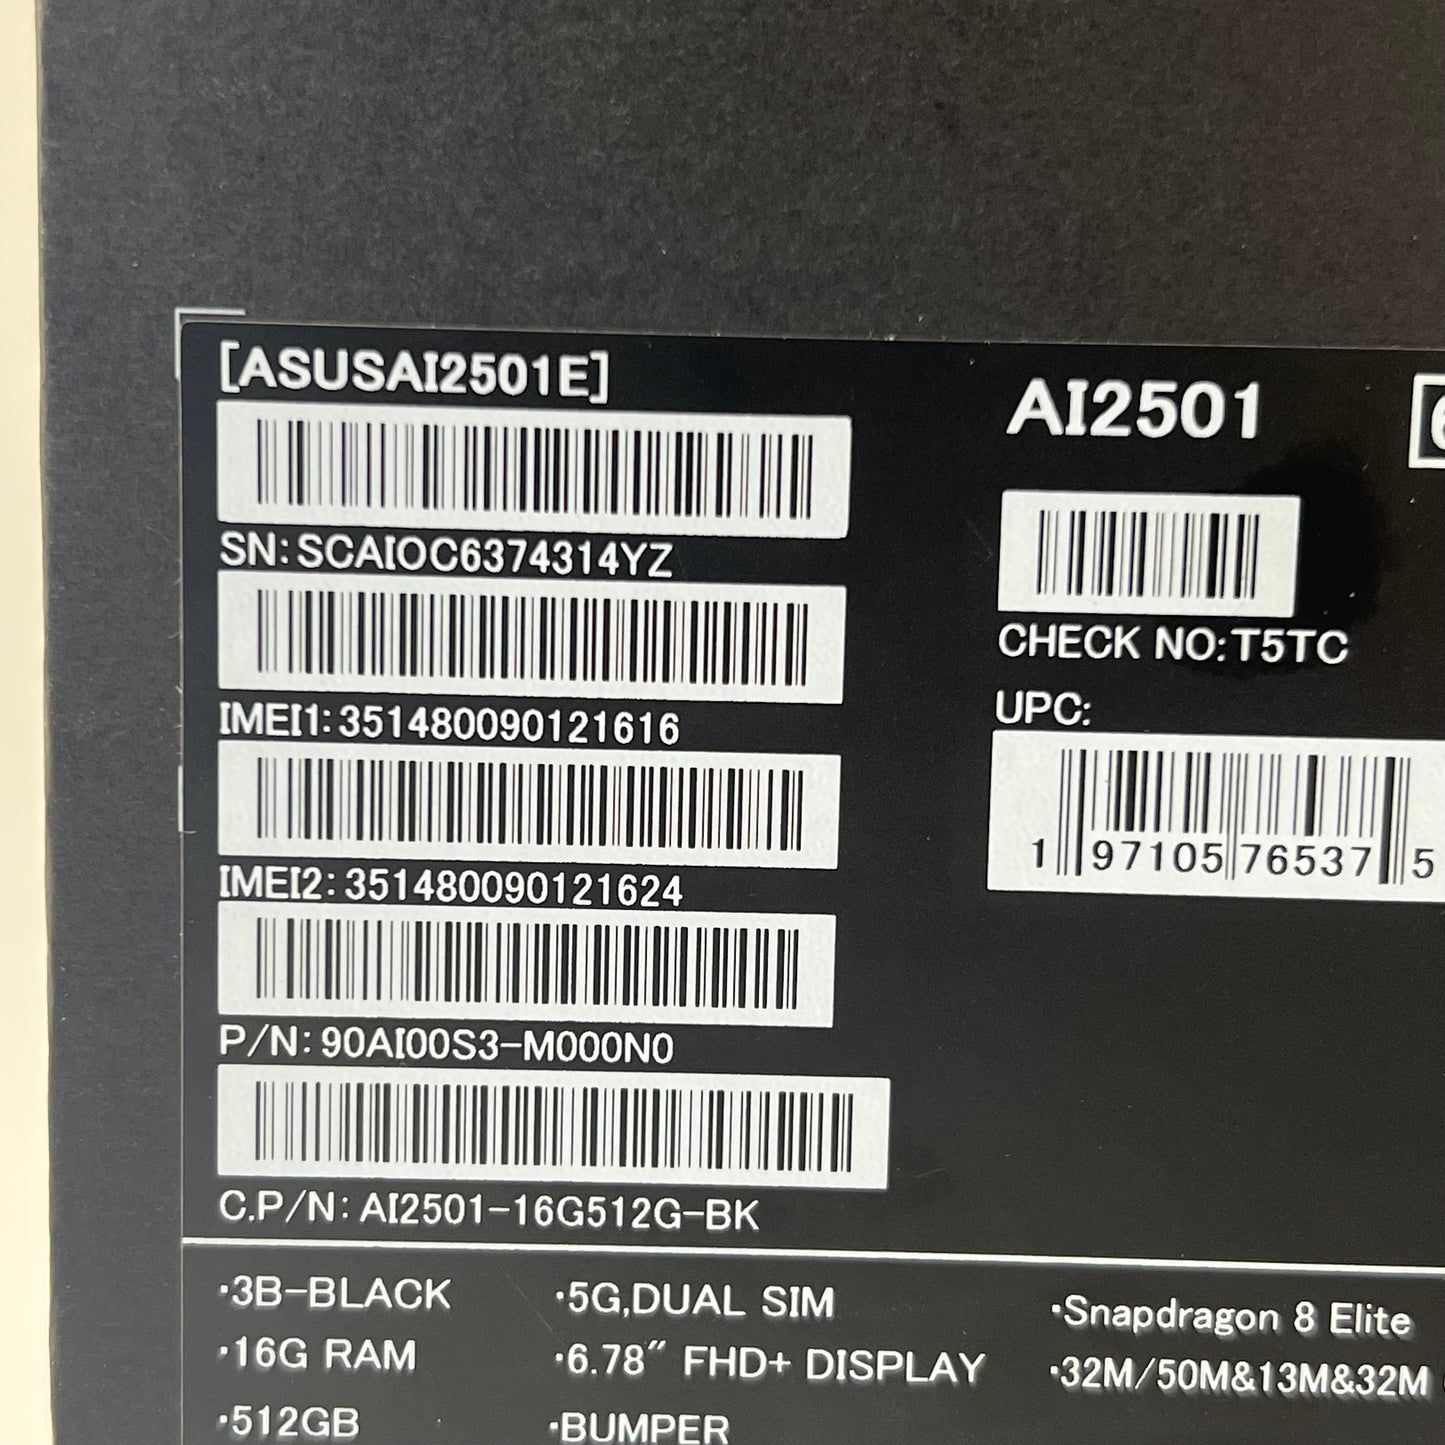 [ASUSAI2501E]
AI2501
SN: SCAIOC6374314YZ
CHECK NO: T5TC
IMEI1: 351480090121616
UPC:
1 97105 76537 5
IMEI2: 351480090121624
P/N: 90AI00S3-M000N0
C.P/N: AI2501-16G512G-BK
·3B-BLACK
·16G RAM
·512GB
·5G,DUAL SIM
·6.78" FHD+ DISPLAY
·BUMPER
·Snapdragon 8 Elite
·32M/50M&13M&32M